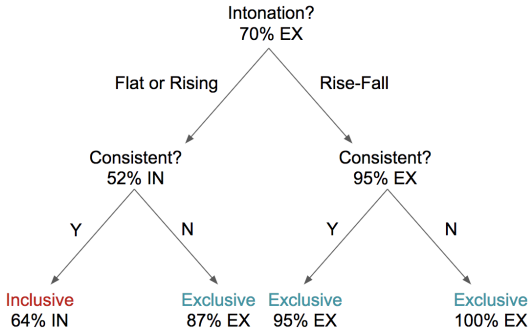 Intonation?
70% EX
Flat or Rising
Rise-Fall
Consistent?
52% IN
Consistent?
95% EX
Y
N
Y
N
Inclusive
64% IN
Exclusive
87% EX
Exclusive
95% EX
Exclusive
100% EX